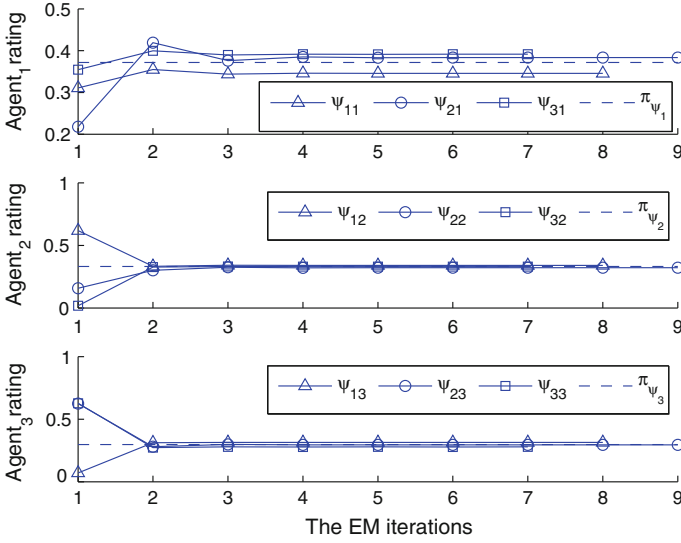 Agent₁ rating
0.5
0.4
0.3
0.2
ψ₁₁ ψ₂₁ ψ₃₁ π_ψ₁
1 2 3 4 5 6 7 8 9
Agent₂ rating
1
0.5
0
ψ₁₂ ψ₂₂ ψ₃₂ π_ψ₂
1 2 3 4 5 6 7 8 9
Agent₃ rating
1
0.5
0
ψ₁₃ ψ₂₃ ψ₃₃ π_ψ₃
1 2 3 4 5 6 7 8 9
The EM iterations